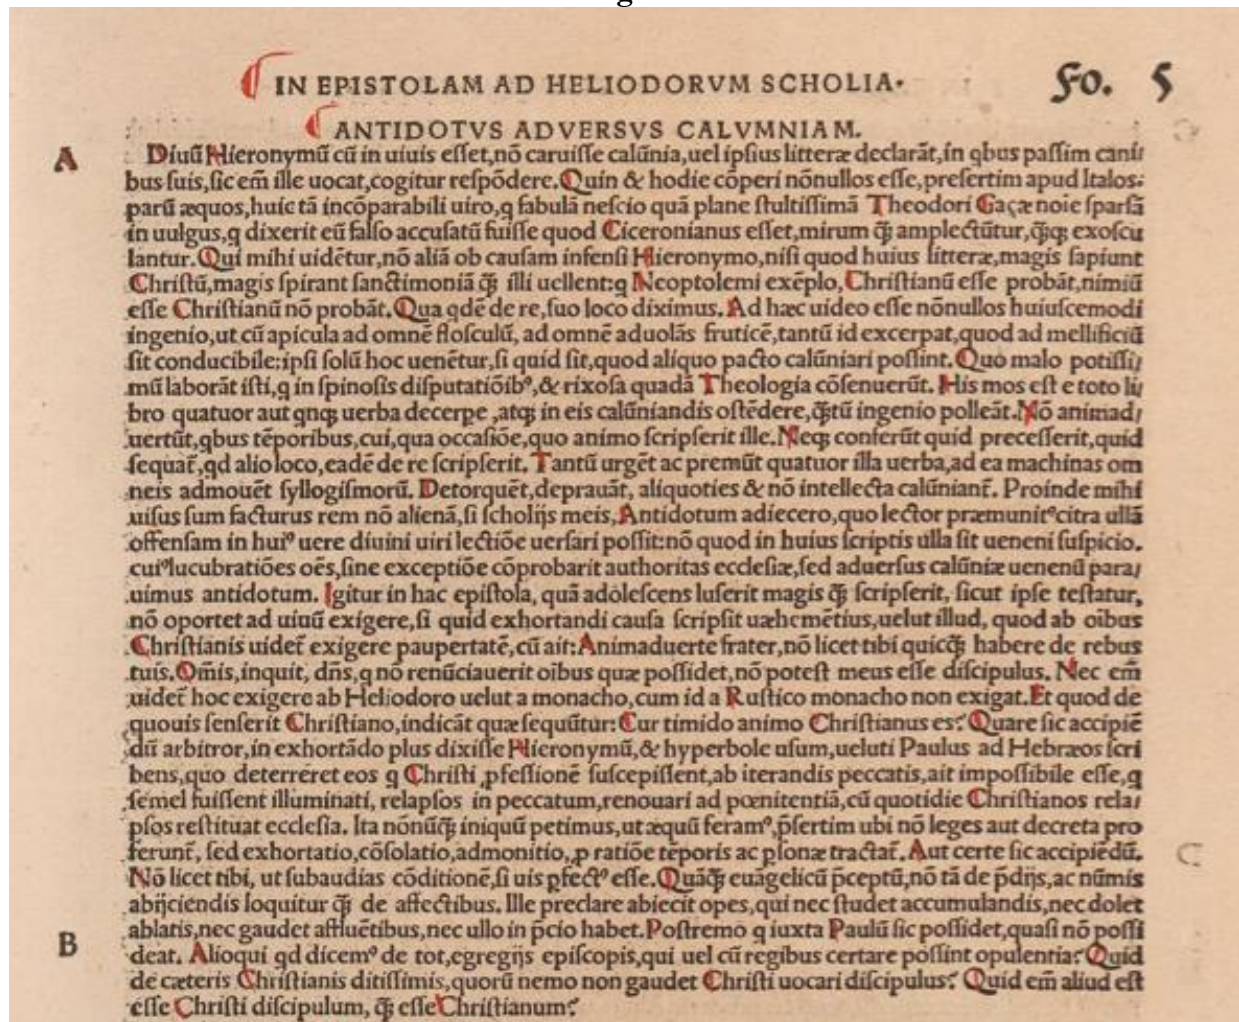 IN EPISTOLAM AD HELIODORVM SCHOLIA. Fo. 5
ANTIDOTVS ADVERSVS CALVMNIAM.
A Diuũ Hieronymũ cũ in uiuis esset,nõ caruisse calũnia,uel ipsius litteræ declarãt,in qbus passim cani/
bus suis,sic em̃ ille uocat,cogitur respõdere.Quin & hodie cõperi nõnullos esse,presertim apud Italos.
parũ æquos,huic tã incõparabili uiro,q fabulã nescio quã plane stultissimã Theodori Gaçæ noĩe sparsã
in uulgus,q dixerit eũ falso accusatũ fuisse quod Ciceronianus esset,mirum q̃ꝫ amplectũtur,q̃ꝗꝫ exoscu
lantur.Qui mihi uidẽtur,nõ aliã ob causam infensi Hieronymo,nisi quod huius litteræ,magis sapiunt
Christũ,magis spirant sanctimoniã q̃ꝫ illi uellent:q Neoptolemi exẽplo,Christianũ esse probãt,nimiũ
esse Christianũ nõ probãt.Qua qdẽ de re,suo loco diximus.Ad hæc uideo esse nõnullos huiuscemodi
ingenio,ut cũ apicula ad omnẽ flosculũ, ad omnẽ aduolãs fruticẽ,tantũ id excerpat,quod ad mellificiũ
sit conducibile;ipsi solũ hoc uenẽtur,si quid sit,quod aliquo pacto calũniari possint.Quo malo potissi/
mũ laborãt isti,q in spinosis disputatiõib⁹,& rixosa quadã Theologia cõsenuerũt. His mos est e toto li/
bro quatuor aut qnqꝫ uerba decerpe ,atqꝫ in eis calũniandis ostẽdere,q̃ꝫtũ ingenio polleãt.Nõ animad/
uertũt,qbus tẽporibus,cui,qua occasiõe,quo animo scripserit ille.Neqꝫ conferũt quid precesserit,quid
sequat̃,qd alio loco,eadẽ de re scripserit. Tantũ urgẽt ac premũt quatuor illa uerba,ad ea machinas om
neis admouẽt syllogismorũ. Detorquẽt,deprauãt, aliquoties & nõ intellecta calũniant̃. Proinde mihi
uisus sum facturus rem nõ alienã,si scholijs meis,Antidotum adiecero,quo lector præmunit⁹citra ullã
offensam in hui⁹ uere diuini uiri lectiõe uersari possit:nõ quod in huius scriptis ulla sit ueneni suspicio.
cui⁹lucubratiões oẽs,sine exceptiõe cõprobarit authoritas ecclesiæ,sed aduersus calũniæ uenenũ para/
uimus antidotum. Igitur in hac epistola, quã adolescens luserit magis q̃ꝫ scripserit, sicut ipse testatur,
nõ oportet ad uiuũ exigere,si quid exhortandi causa scripsit uæhemẽtius,uelut illud, quod ab oĩbus
Christianis uidet̃ exigere paupertatẽ,cũ ait:Animaduerte frater,nõ licet tibi quicq̃ꝫ habere de rebus
tuis.Om̃is,inquit, dñs,q nõ renũciauerit oĩbus quæ possidet,nõ potest meus esse discipulus. Nec em̃
uidet̃ hoc exigere ab Heliodoro uelut a monacho,cum id a Rustico monacho non exigat.Et quod de
quouis senserit Christiano,indicãt quæ sequũtur:Cur timido animo Christianus es? Quare sic accipiẽ
dũ arbitror,in exhortãdo plus dixisse Hieronymũ,& hyperbole usum,ueluti Paulus ad Hebræos scri
bens,quo deterreret eos q Christi ꝓfessionẽ suscepissent,ab iterandis peccatis,ait impossibile esse,q
semel fuissent illuminati, relapsos in peccatum,renouari ad pœnitentiã,cũ quotidie Christianos rela/
psos restituat ecclesia. Ita nõnũq̃ꝫ iniquũ petimus,ut æquũ feram⁹,p̃sertim ubi nõ leges aut decreta pro
ferunt̃, sed exhortatio,cõsolatio,admonitio,ꝓ ratiõe tẽporis ac ꝑsonæ tractat̃.Aut certe sic accipiẽdũ.
Nõ licet tibi, ut subaudias cõditionẽ,si uis ꝑfect⁹ esse.Quãq̃ꝫ euãgelicũ p̃ceptũ,nõ tã de p̃dijs,ac nũmis
abijciendis loquitur q̃ꝫ de affectibus. Ille preclare abiecit opes,qui nec studet accumulandis,nec dolet
ablatis,nec gaudet affluẽtibus,nec ullo in p̃cio habet.Postremo q iuxta Paulũ sic possidet,quasi nõ possi
B deat. Alioqui qd dicem⁹ de tot,egregijs episcopis,qui uel cũ regibus certare possint opulentia? Quid
de cæteris Christianis ditissimis,quorũ nemo non gaudet Christi uocari discipulus? Quid em̃ aliud est
esse Christi discipulum, q̃ꝫ esse Christianum?